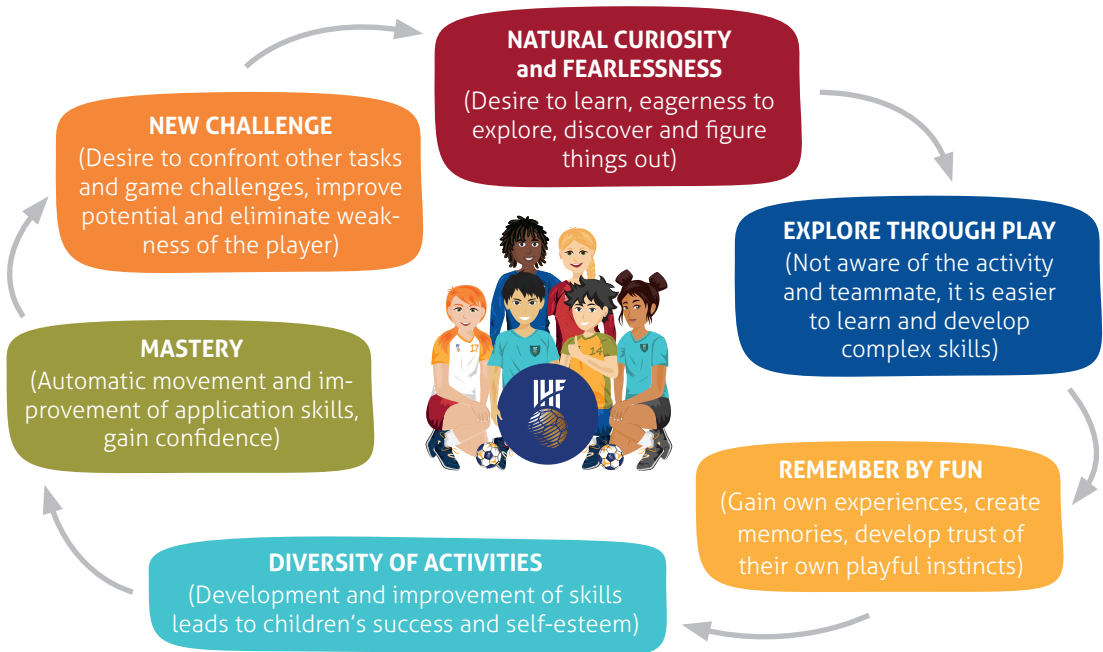 NATURAL CURIOSITY
and FEARLESSNESS
(Desire to learn, eagerness to
explore, discover and figure
things out)
EXPLORE THROUGH PLAY
(Not aware of the activity
and teammate, it is easier
to learn and develop
complex skills)
REMEMBER BY FUN
(Gain own experiences, create
memories, develop trust of
their own playful instincts)
DIVERSITY OF ACTIVITIES
(Development and improvement of skills
leads to children’s success and self-esteem)
MASTERY
(Automatic movement and im-
provement of application skills,
gain confidence)
NEW CHALLENGE
(Desire to confront other tasks
and game challenges, improve
potential and eliminate weak-
ness of the player)
17
14
IHF